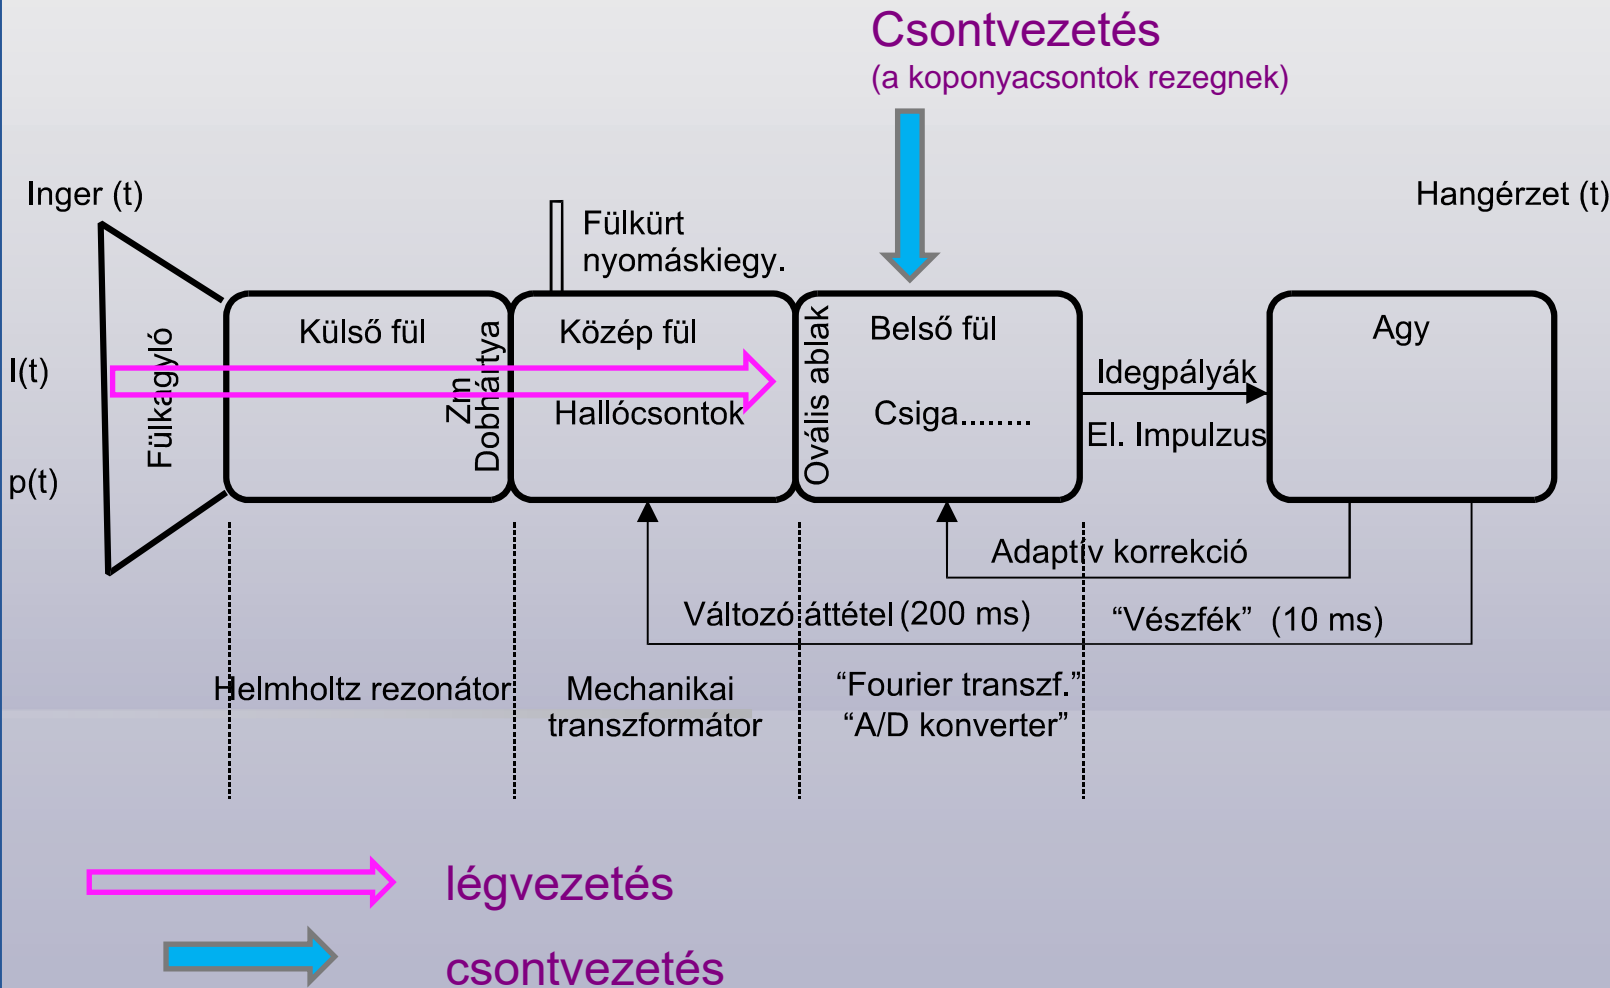 Csontvezetés
(a koponyacsontok rezegnek)
Inger (t)
Hangérzet (t)
Fülkürt
nyomáskiegy.
I(t)
p(t)
Fülkagyló
Külső fül
Zm
Dobhártya
Közép fül
Hallócsontok
Ovális ablak
Belső fül
Csiga........
Idegpályák
El. Impulzus
Agy
Adaptív korrekció
Változó áttétel (200 ms)
“Vészfék” (10 ms)
Helmholtz rezonátor
Mechanikai
transzformátor
“Fourier transzf.”
“A/D konverter”
légvezetés
csontvezetés